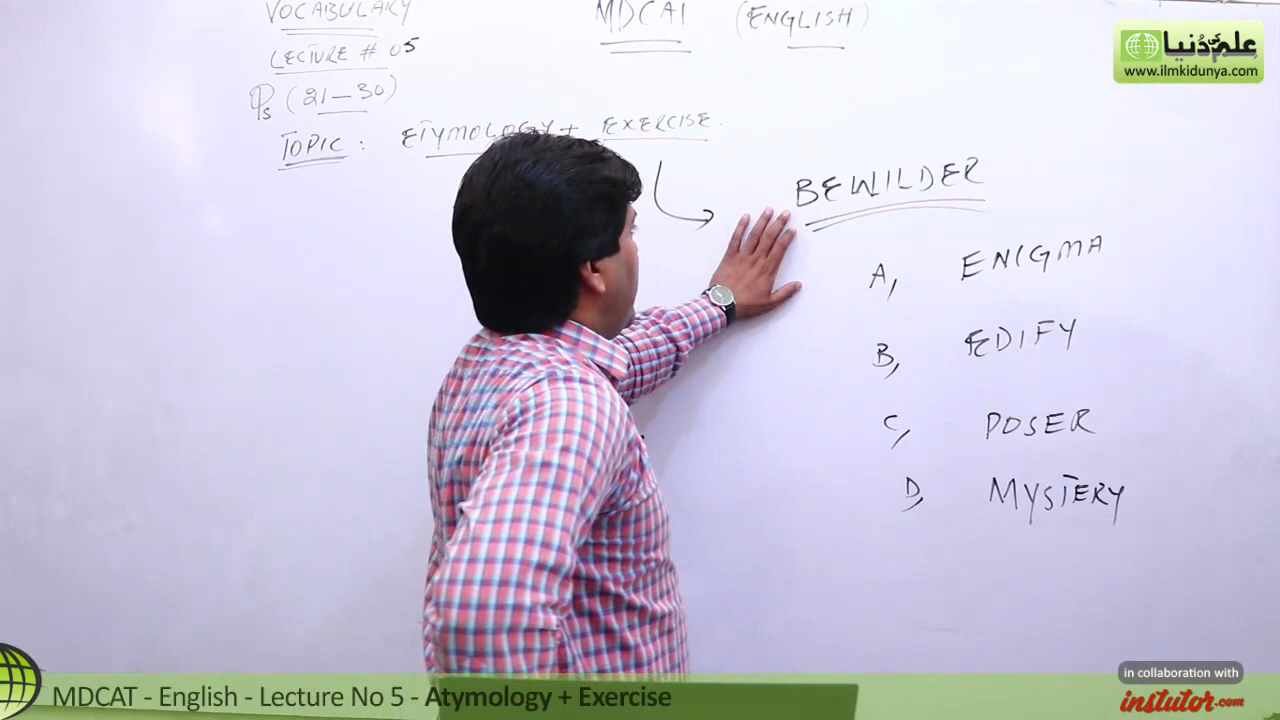 VOCABULARY
LECTURE # 05
Ps (21-30)
TOPIC : ETYMOLOGY + EXERCISE.
MDCAT (ENGLISH)
BEWILDER
A, ENIGMA
B, EDIFY
C, POSER
D, MYSTERY
علم کی دنیا
www.ilmkidunya.com
MDCAT - English - Lecture No 5 - Atymology + Exercise
in collaboration with
instutor.com